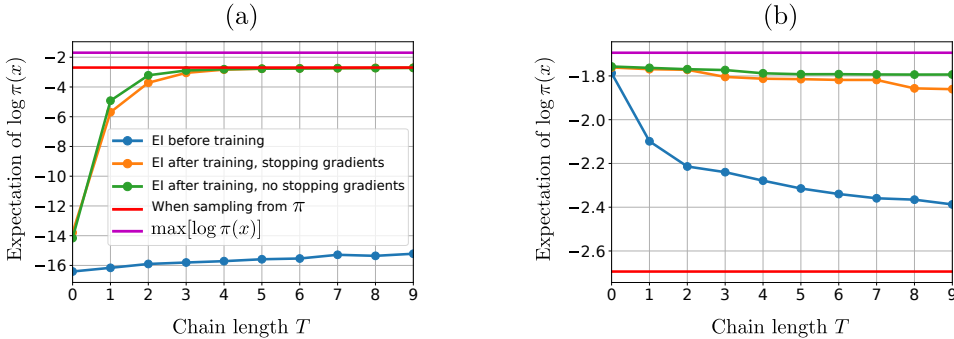 (a)
Expectation of log π(x)
−2
−4
−6
−8
−10
−12
−14
−16
EI before training
EI after training, stopping gradients
EI after training, no stopping gradients
When sampling from π
max[log π(x)]
0 1 2 3 4 5 6 7 8 9
Chain length T
(b)
Expectation of log π(x)
−1.8
−2.0
−2.2
−2.4
−2.6
0 1 2 3 4 5 6 7 8 9
Chain length T